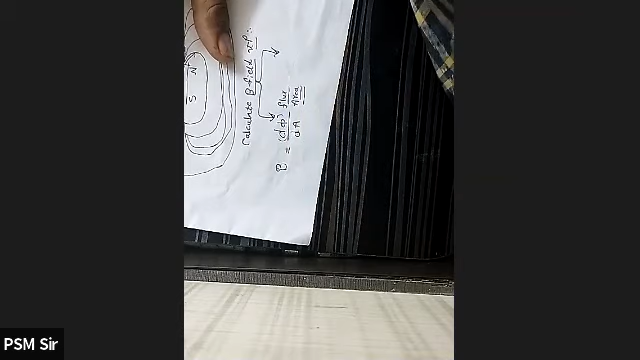 N
S
Calculate B field
B = (dΦ) flux
dA Area
PSM Sir